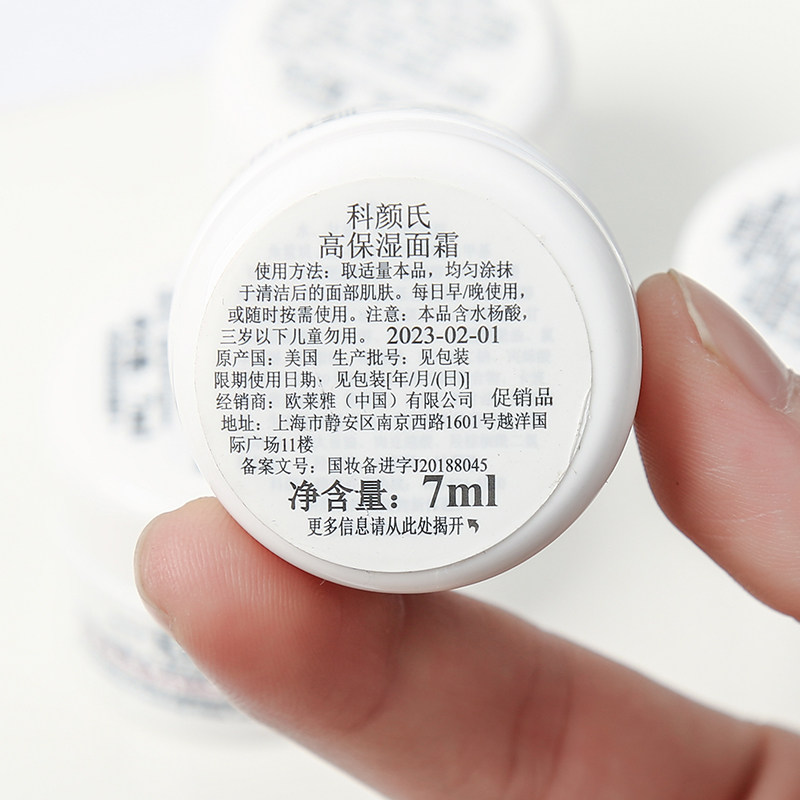 科颜氏
高保湿面霜
使用方法：取适量本品，均匀涂抹
于清洁后的面部肌肤。每日早/晚使用，
或随时按需使用。注意：本品含水杨酸，
三岁以下儿童勿用。 2023-02-01
原产国：美国 生产批号：见包装
限期使用日期：见包装[年/月/(日)]
经销商：欧莱雅（中国）有限公司 促销品
地址：上海市静安区南京西路1601号越洋国
际广场11楼
备案文号：国妆备进字J20188045
净含量：7ml
更多信息请从此处揭开